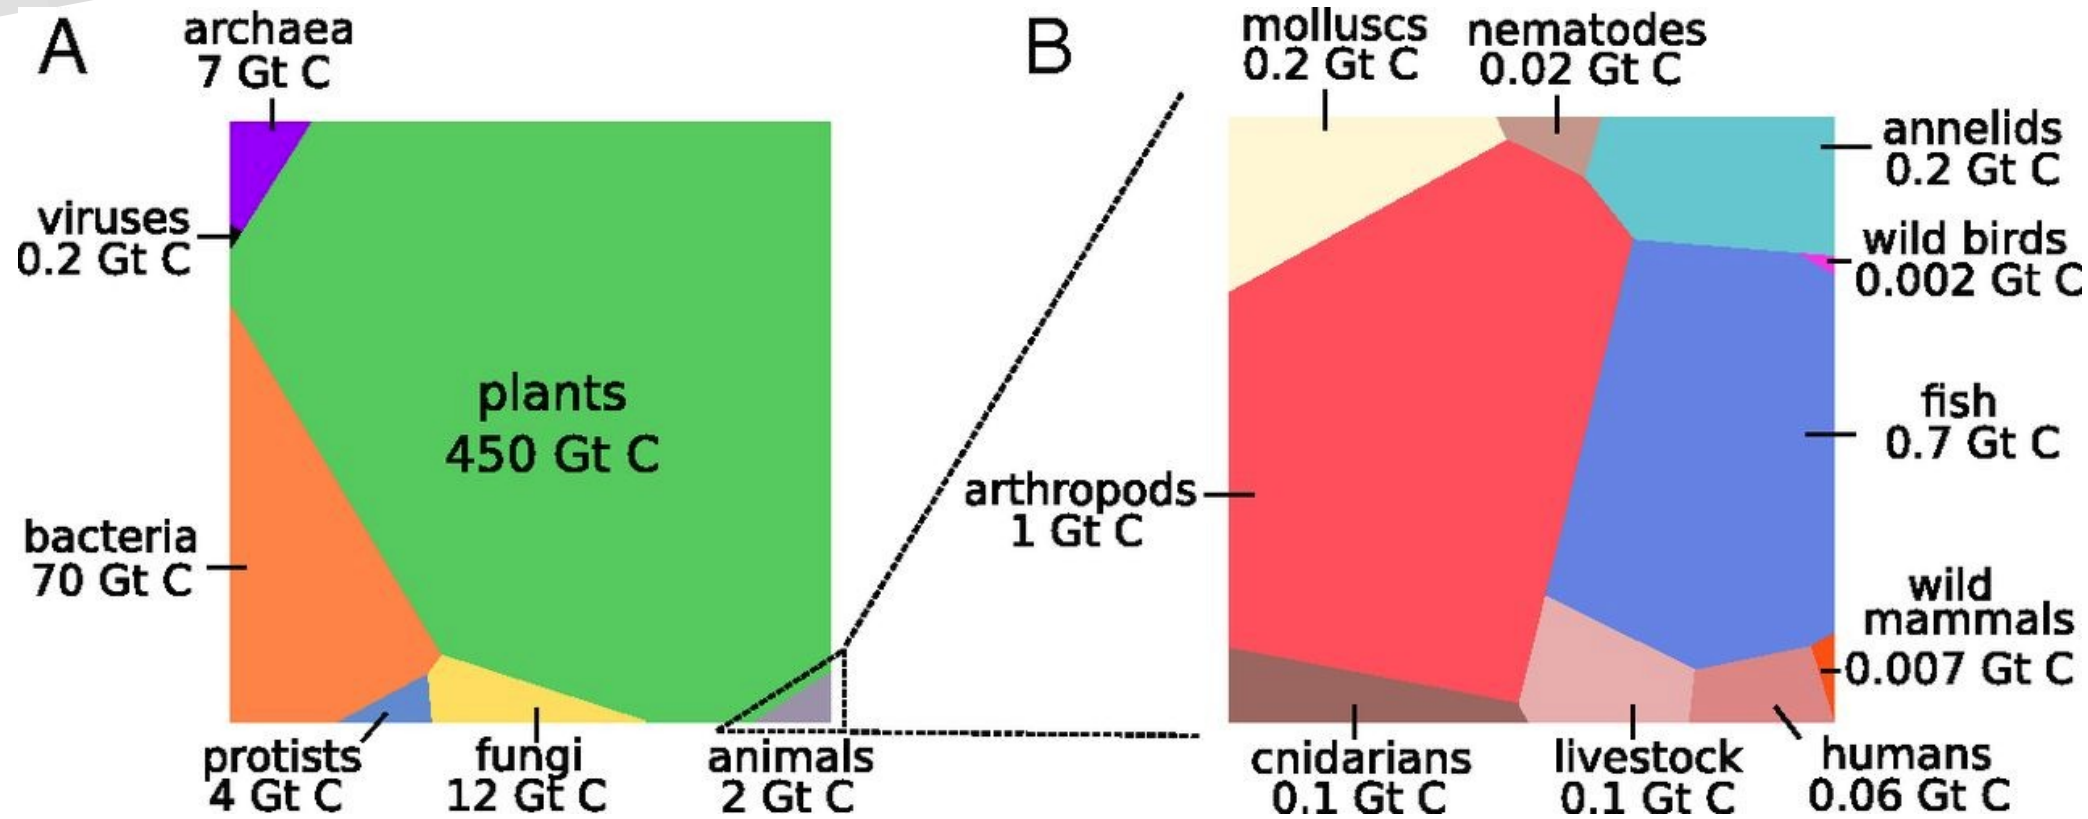 A
archaea
7 Gt C
viruses
0.2 Gt C
plants
450 Gt C
bacteria
70 Gt C
protists
4 Gt C
fungi
12 Gt C
animals
2 Gt C
B
molluscs
0.2 Gt C
nematodes
0.02 Gt C
annelids
0.2 Gt C
wild birds
0.002 Gt C
fish
0.7 Gt C
arthropods
1 Gt C
wild
mammals
0.007 Gt C
cnidarians
0.1 Gt C
livestock
0.1 Gt C
humans
0.06 Gt C